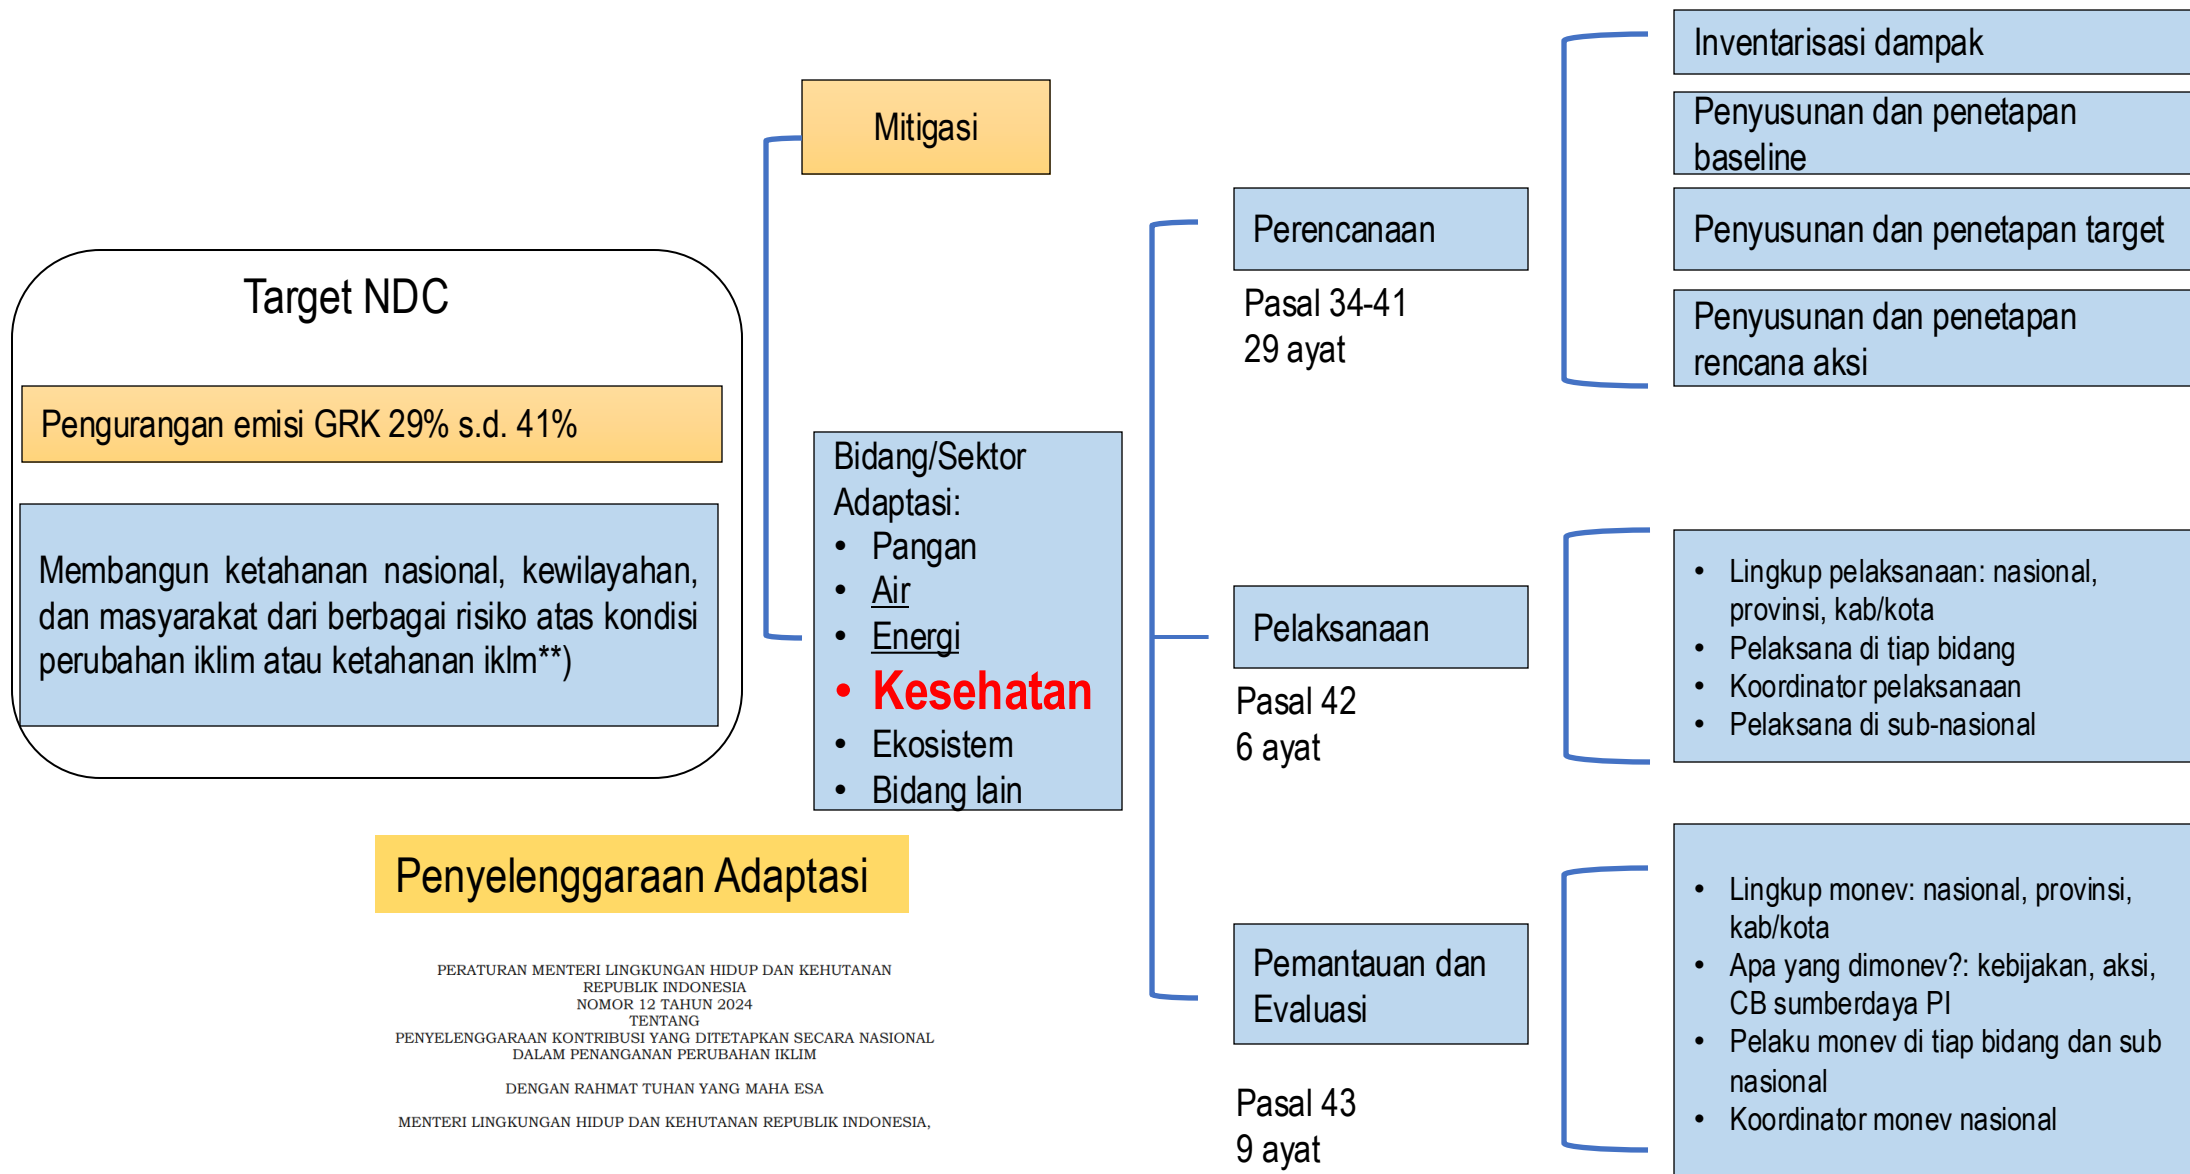 Target NDC
Pengurangan emisi GRK 29% s.d. 41%
Membangun ketahanan nasional, kewilayahan,
dan masyarakat dari berbagai risiko atas kondisi
perubahan iklim atau ketahanan iklm**)
Mitigasi
Bidang/Sektor
Adaptasi:
• Pangan
• Air
• Energi
• Kesehatan
• Ekosistem
• Bidang lain
Penyelenggaraan Adaptasi
PERATURAN MENTERI LINGKUNGAN HIDUP DAN KEHUTANAN
REPUBLIK INDONESIA
NOMOR 12 TAHUN 2024
TENTANG
PENYELENGGARAAN KONTRIBUSI YANG DITETAPKAN SECARA NASIONAL
DALAM PENANGANAN PERUBAHAN IKLIM
DENGAN RAHMAT TUHAN YANG MAHA ESA
MENTERI LINGKUNGAN HIDUP DAN KEHUTANAN REPUBLIK INDONESIA,
Perencanaan
Pasal 34-41
29 ayat
Inventarisasi dampak
Penyusunan dan penetapan
baseline
Penyusunan dan penetapan target
Penyusunan dan penetapan
rencana aksi
Pelaksanaan
Pasal 42
6 ayat
• Lingkup pelaksanaan: nasional,
provinsi, kab/kota
• Pelaksana di tiap bidang
• Koordinator pelaksanaan
• Pelaksana di sub-nasional
Pemantauan dan
Evaluasi
Pasal 43
9 ayat
• Lingkup monev: nasional, provinsi,
kab/kota
• Apa yang dimonev?: kebijakan, aksi,
CB sumberdaya PI
• Pelaku monev di tiap bidang dan sub
nasional
• Koordinator monev nasional